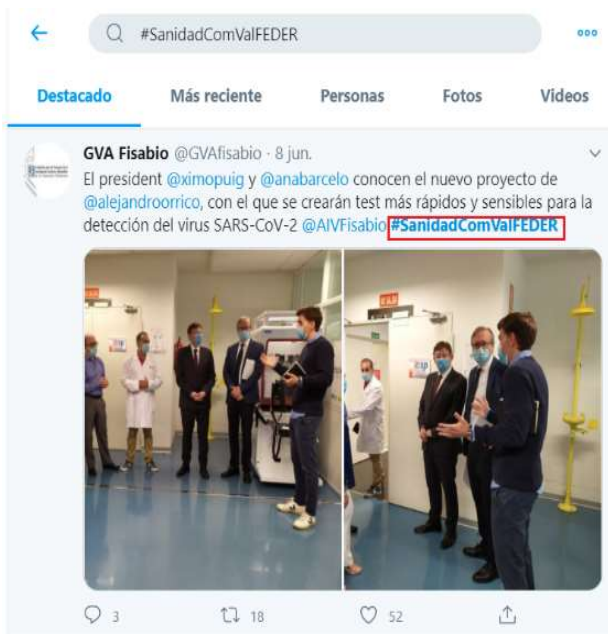 #SanidadComValFEDER
Destacado Más reciente Personas Fotos Videos
GVA Fisabio @GVAfisabio · 8 jun.
El president @ximopuig y @anabarcelo conocen el nuevo proyecto de
@alejandroorrico, con el que se crearán test más rápidos y sensibles para la
detección del virus SARS-CoV-2 @AIVFisabio #SanidadComValFEDER
3 18 52